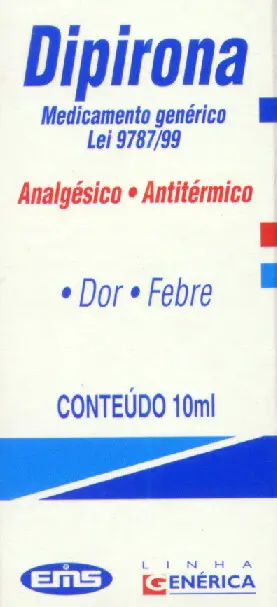 Dipirona
Medicamento genérico
Lei 9787/99
Analgésico • Antitérmico
• Dor • Febre
CONTEÚDO 10ml
EMS
LINHA
GENÉRICA